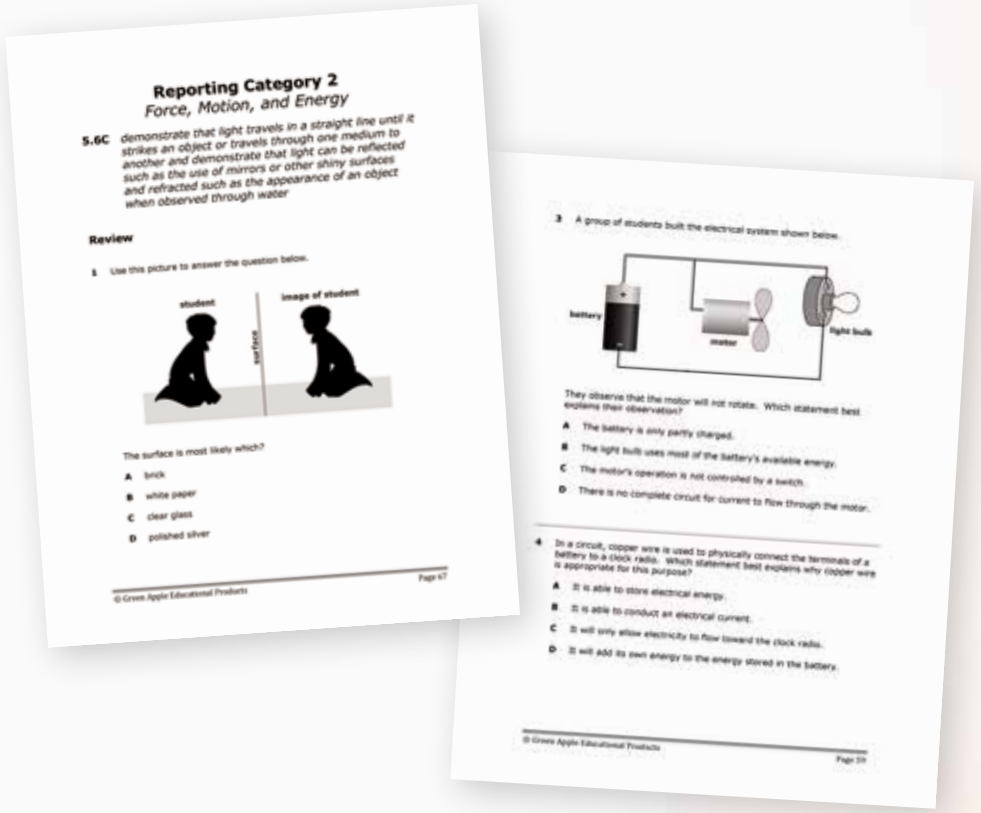 Reporting Category 2
Force, Motion, and Energy
5.6C demonstrate that light travels in a straight line until it
strikes an object or travels through one medium to
another and demonstrate that light can be reflected
such as the use of mirrors or other shiny surfaces
and refracted such as the appearance of an object
when observed through water
Review
1 Use this picture to answer the question below.
student
image of student
surface
The surface is most likely which?
A brick
B white paper
C clear glass
D polished silver
© Green Apple Educational Products
Page 67
3 A group of students built the electrical system shown below.
battery
+
-
motor
light bulb
They observe that the motor will not rotate. Which statement best
explains their observation?
A The battery is only partly charged.
B The light bulb uses most of the battery's available energy.
C The motor's operation is not controlled by a switch.
D There is no complete circuit for current to flow through the motor.
4 In a circuit, copper wire is used to physically connect the terminals of a
battery to a clock radio. Which statement best explains why copper wire
is appropriate for this purpose?
A It is able to store electrical energy.
B It is able to conduct an electrical current.
C It will only allow electricity to flow toward the clock radio.
D It will add its own energy to the energy stored in the battery.
© Green Apple Educational Products
Page 59